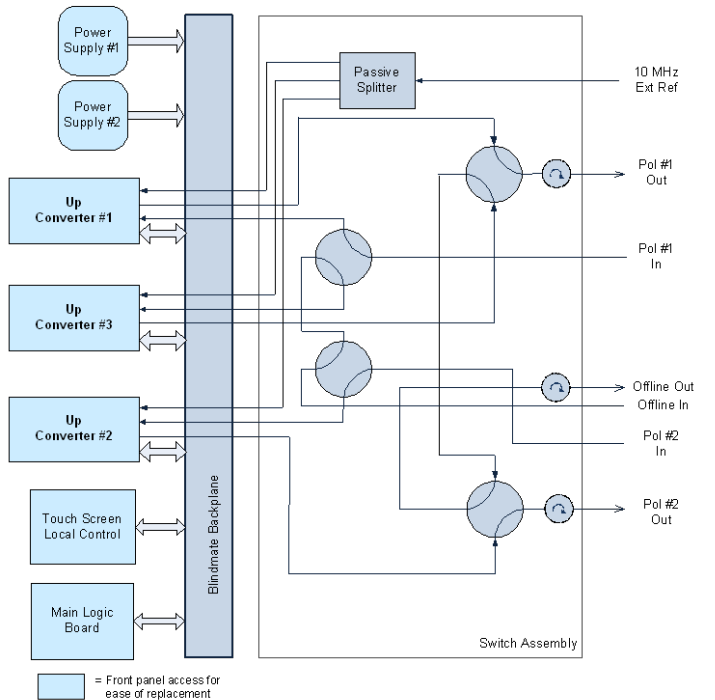 Power
Supply #1
Power
Supply #2
Passive
Splitter
10 MHz
Ext Ref
Up
Converter #1
Pol #1
Out
Pol #1
In
Up
Converter #3
Offline Out
Offline In
Up
Converter #2
Pol #2
In
Pol #2
Out
Touch Screen
Local Control
Blindmate Backplane
Main Logic
Board
Switch Assembly
= Front panel access for
ease of replacement